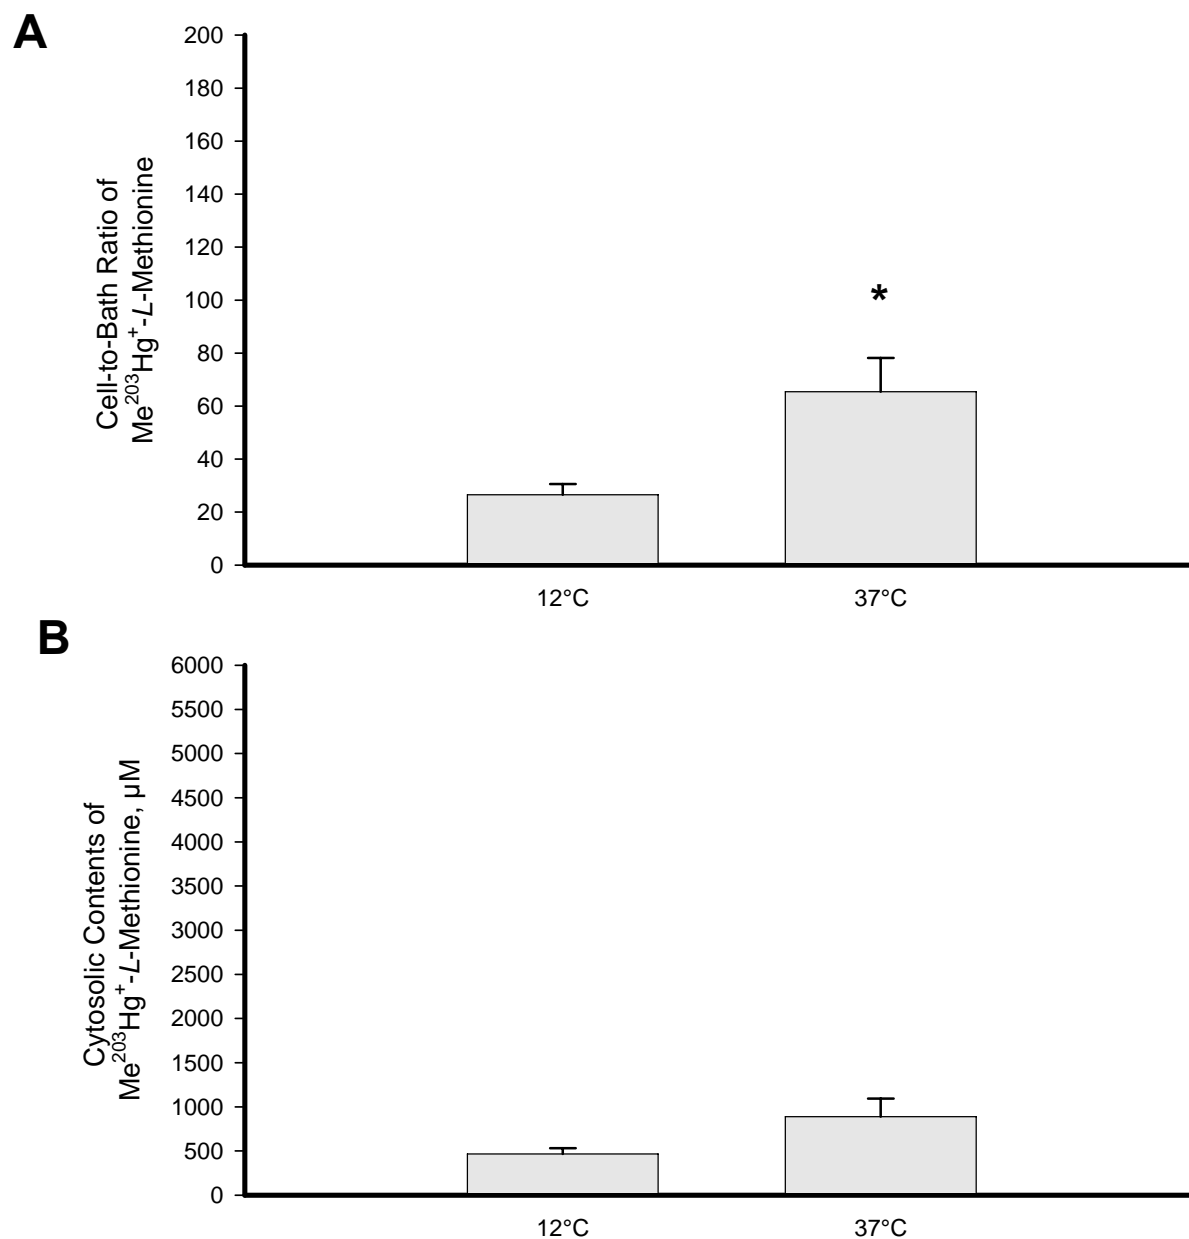 A
200
180
160
140
120
100
80
60
40
20
0
Cell-to-Bath Ratio of
Me²⁰³Hg⁺-L-Methionine
*
12°C
37°C
B
6000
5500
5000
4500
4000
3500
3000
2500
2000
1500
1000
500
0
Cytosolic Contents of
Me²⁰³Hg⁺-L-Methionine, µM
12°C
37°C